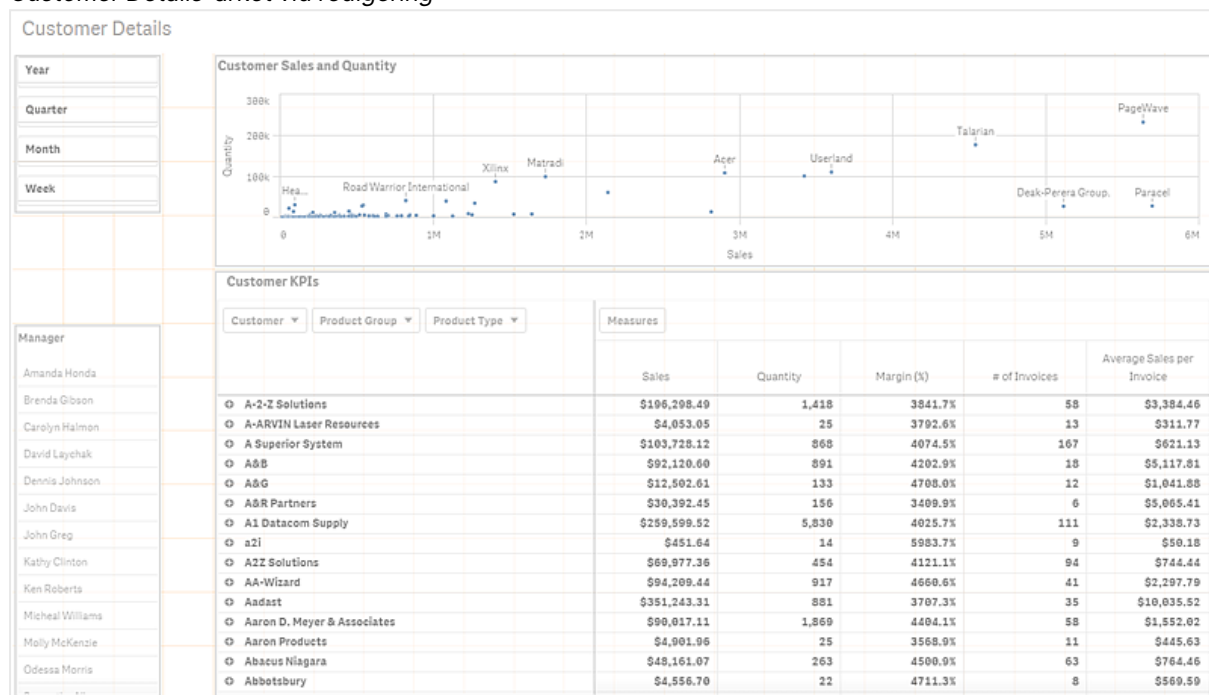 Customer Details
Year
Quarter
Month
Week
Customer Sales and Quantity
Quantity
300k
200k
100k
0
PageWave
Talarian
Acer
Userland
Xilinx
Matradi
Hea...
Road Warrior International
Deak-Perera Group.
Paracel
0 1M 2M 3M 4M 5M 6M
Sales
Customer KPIs
Customer Product Group Product Type Measures
Sales Quantity Margin (%) # of Invoices Average Sales per Invoice
A-2-Z Solutions $196,298.49 1,418 3841.7% 58 $3,384.46
A-ARVIN Laser Resources $4,053.05 25 3792.6% 13 $311.77
A Superior System $103,728.12 868 4074.5% 167 $621.13
A&B $92,120.60 891 4202.9% 18 $5,117.81
A&G $12,502.61 133 4708.0% 12 $1,041.88
A&R Partners $30,392.45 156 3409.9% 6 $5,065.41
A1 Datacom Supply $259,599.52 5,830 4025.7% 111 $2,338.73
a2i $451.64 14 5983.7% 9 $50.18
A2Z Solutions $69,977.36 454 4121.1% 94 $744.44
AA-Wizard $94,209.44 917 4660.6% 41 $2,297.79
Aadast $351,243.31 881 3707.3% 35 $10,035.52
Aaron D. Meyer & Associates $90,017.11 1,869 4404.1% 58 $1,552.02
Aaron Products $4,901.96 25 3568.9% 11 $445.63
Abacus Niagara $48,161.07 263 4500.9% 63 $764.46
Abbotsbury $4,556.70 22 4711.3% 8 $569.59
Manager
Amanda Honda
Brenda Gibson
Carolyn Halmon
David Laychak
Dennis Johnson
John Davis
John Greg
Kathy Clinton
Ken Roberts
Micheal Williams
Molly McKenzie
Odessa Morris